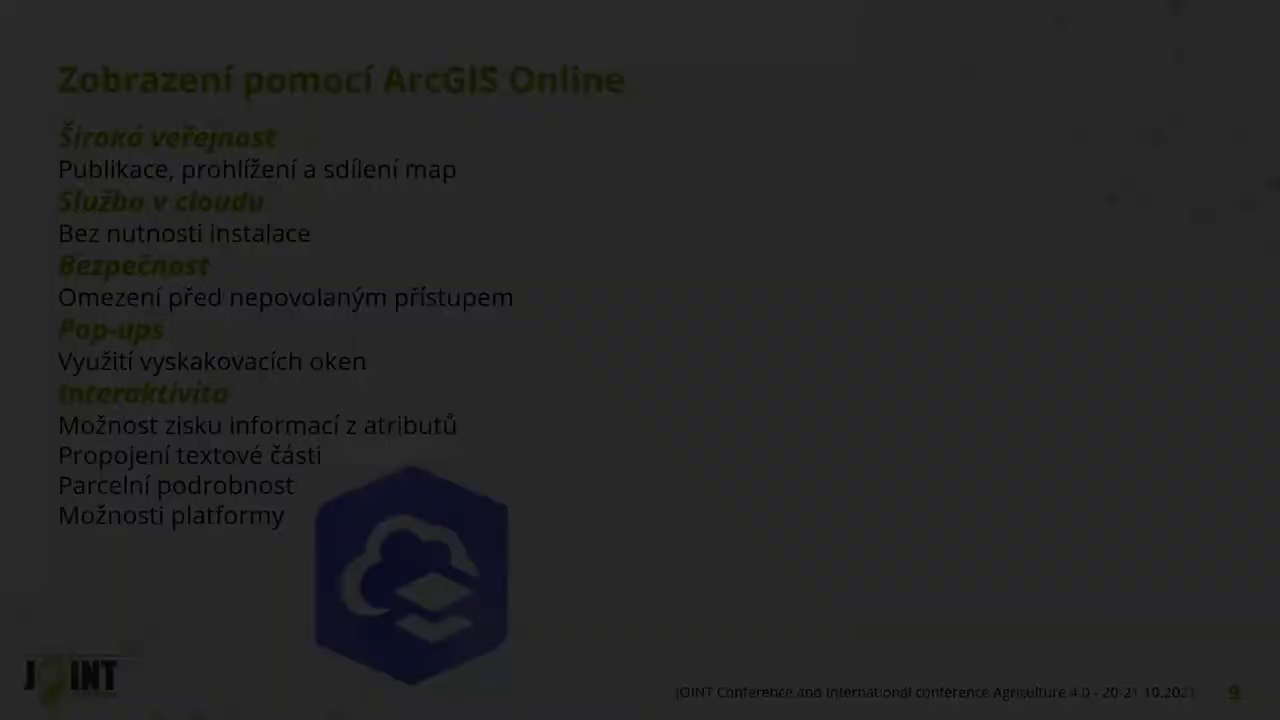 Zobrazení pomocí ArcGIS Online
Široká veřejnost
Publikace, prohlížení a sdílení map
Služba v cloudu
Bez nutnosti instalace
Bezpečnost
Omezení před nepovolaným přístupem
Pop-ups
Využití vyskakovacích oken
Interaktivita
Možnost zisku informací z atributů
Propojení textové části
Parcelní podrobnost
Možnosti platformy
JOINT
JOINT Conference and International conference Agriculture 4.0 - 20-21.10.2021
9